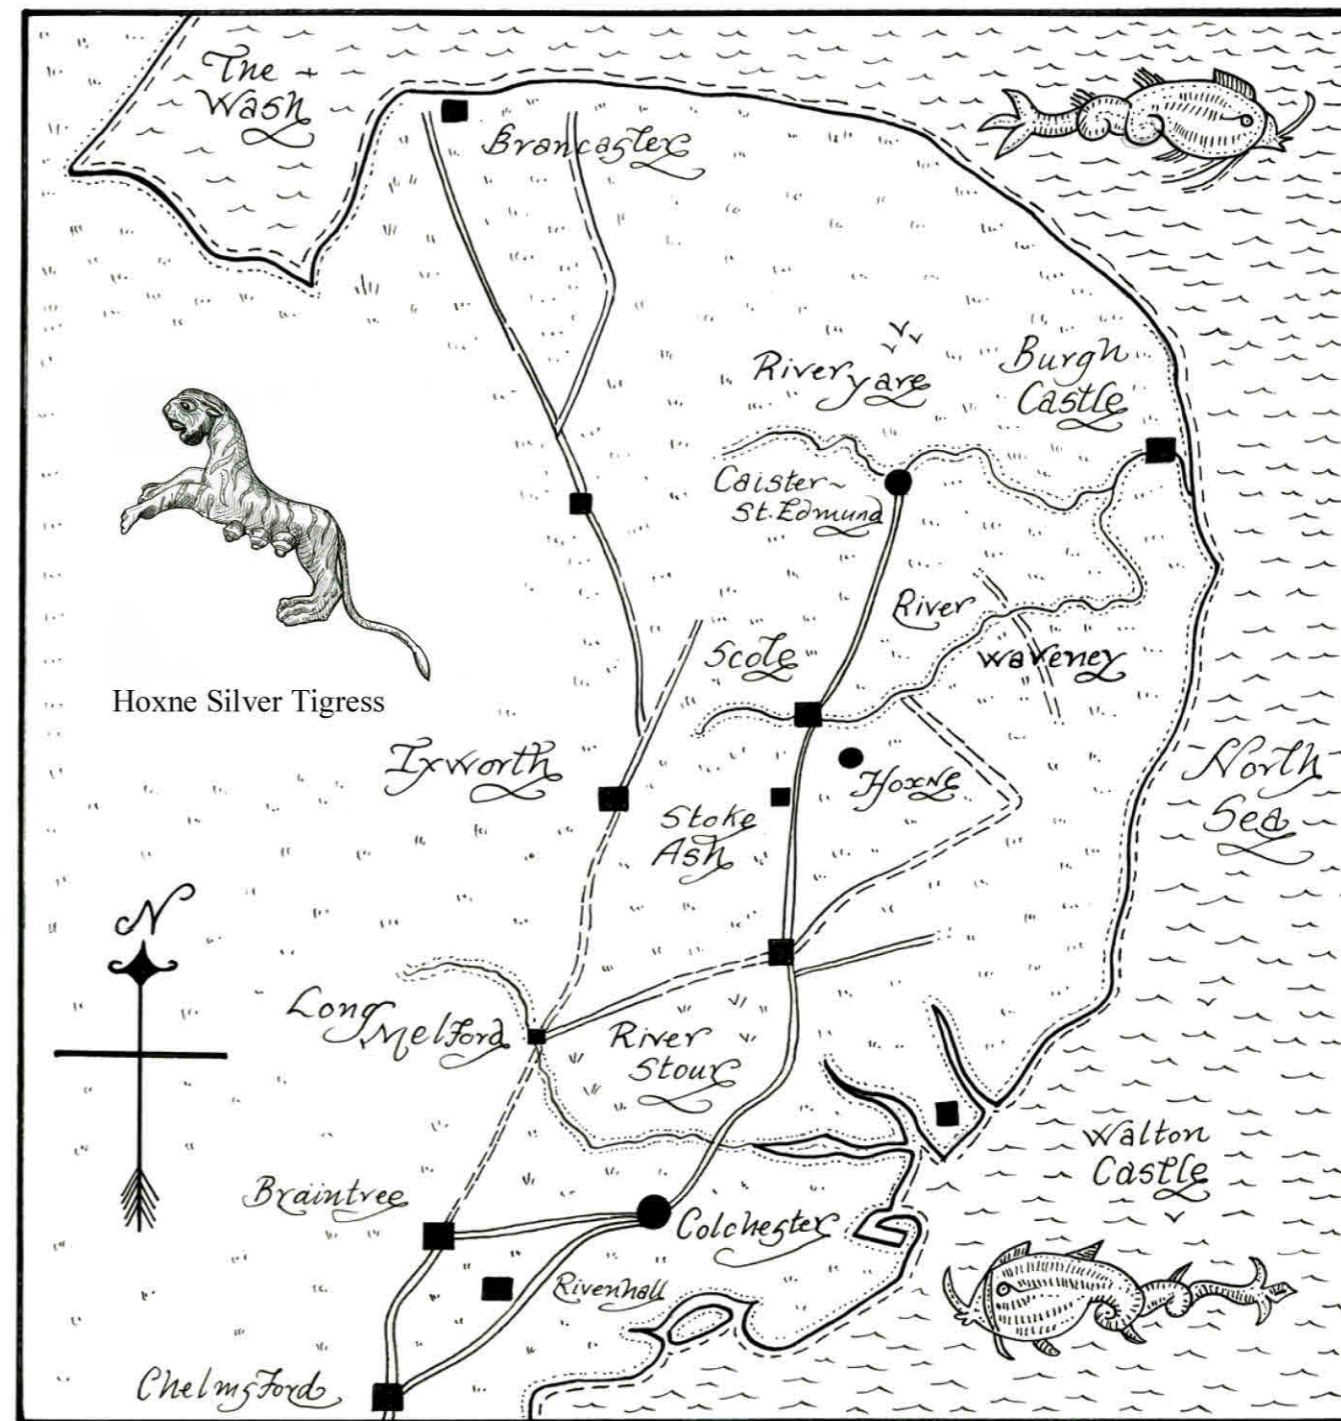 The
Wash
Brancaster
River
Yare
Burgh
Castle
Caister-
St. Edmund
River
Waveney
Scole
Hoxne Silver Tigress
Ixworth
Hoxne
Stoke
Ash
North
Sea
N
Long
Melford
River
Stour
Walton
Castle
Braintree
Colchester
Rivenhall
Chelmsford